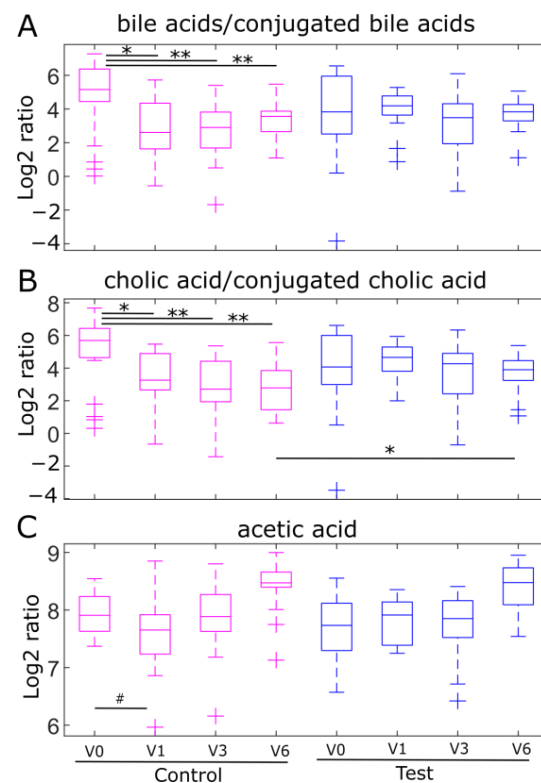 A bile acids/conjugated bile acids
* ** **
Log2 ratio
6
4
2
0
−2
−4
B cholic acid/conjugated cholic acid
* ** **
Log2 ratio
8
6
4
2
0
−2
−4
*
C acetic acid
Log2 ratio
9
8
7
6
#
V0 V1 V3 V6 V0 V1 V3 V6
Control Test